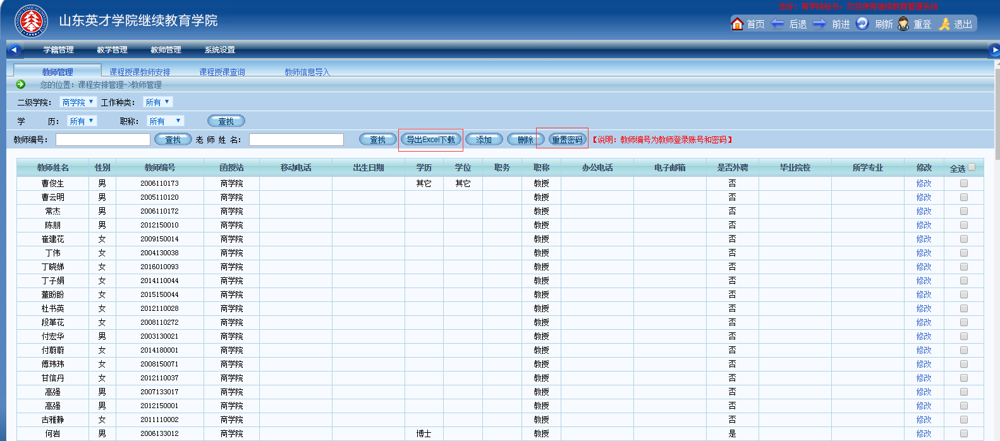 您好：商学院秘书，欢迎使用继续教育管理系统
山东英才学院继续教育学院
首页 后退 前进 刷新 重登 退出
学籍管理 教学管理 教师管理 系统设置
教师管理 课程授课教师安排 课程授课查询 教师信息导入
您的位置：课程安排管理->教师管理
二级学院： 商学院 工作种类： 所有
学 历： 所有 职称： 所有 查找
教师编号： 查找 老 师 姓 名： 查找 导出Excel下载 添加 删除 重置密码 【说明：教师编号为教师登录账号和密码】
教师姓名 性别 教师编号 函授站 移动电话 出生日期 学历 学位 职务 职称 办公电话 电子邮箱 是否外聘 毕业院校 所学专业 修改 全选
曹俊生 男 2006110173 商学院 其它 其它 教授 否 修改
曹云明 男 2005110120 商学院 教授 否 修改
常杰 男 2006110172 商学院 教授 否 修改
陈朋 男 2012150010 商学院 教授 否 修改
崔建花 女 2009150014 商学院 教授 否 修改
丁伟 女 2004130038 商学院 教授 否 修改
丁晓娣 女 2016010093 商学院 教授 否 修改
丁子娟 女 2014110044 商学院 教授 否 修改
董盼盼 女 2015150044 商学院 教授 否 修改
杜书英 女 2012110028 商学院 教授 否 修改
段革花 女 2008110272 商学院 教授 否 修改
付宏华 男 2003130021 商学院 教授 否 修改
付蔚蔚 女 2014180001 商学院 教授 否 修改
傅玮玮 女 2008150071 商学院 教授 否 修改
甘信丹 女 2012110037 商学院 教授 否 修改
高强 男 2007133017 商学院 教授 否 修改
高强 男 2012150001 商学院 教授 否 修改
古雅静 女 2011110002 商学院 教授 否 修改
何岩 男 2006133012 商学院 博士 教授 是 修改